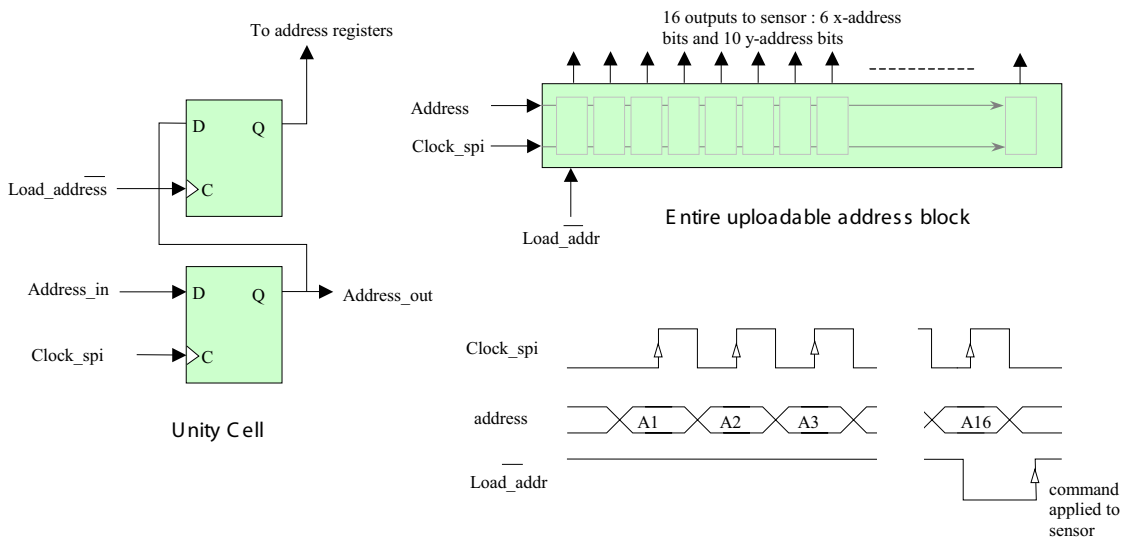 To address registers
D
Q
C
Load_address
Address_in
D
Q
Address_out
Clock_spi
C
Unity Cell
16 outputs to sensor : 6 x-address
bits and 10 y-address bits
Address
Clock_spi
Load_addr
Entire uploadable address block
Clock_spi
address
A1
A2
A3
A16
Load_addr
command
applied to
sensor